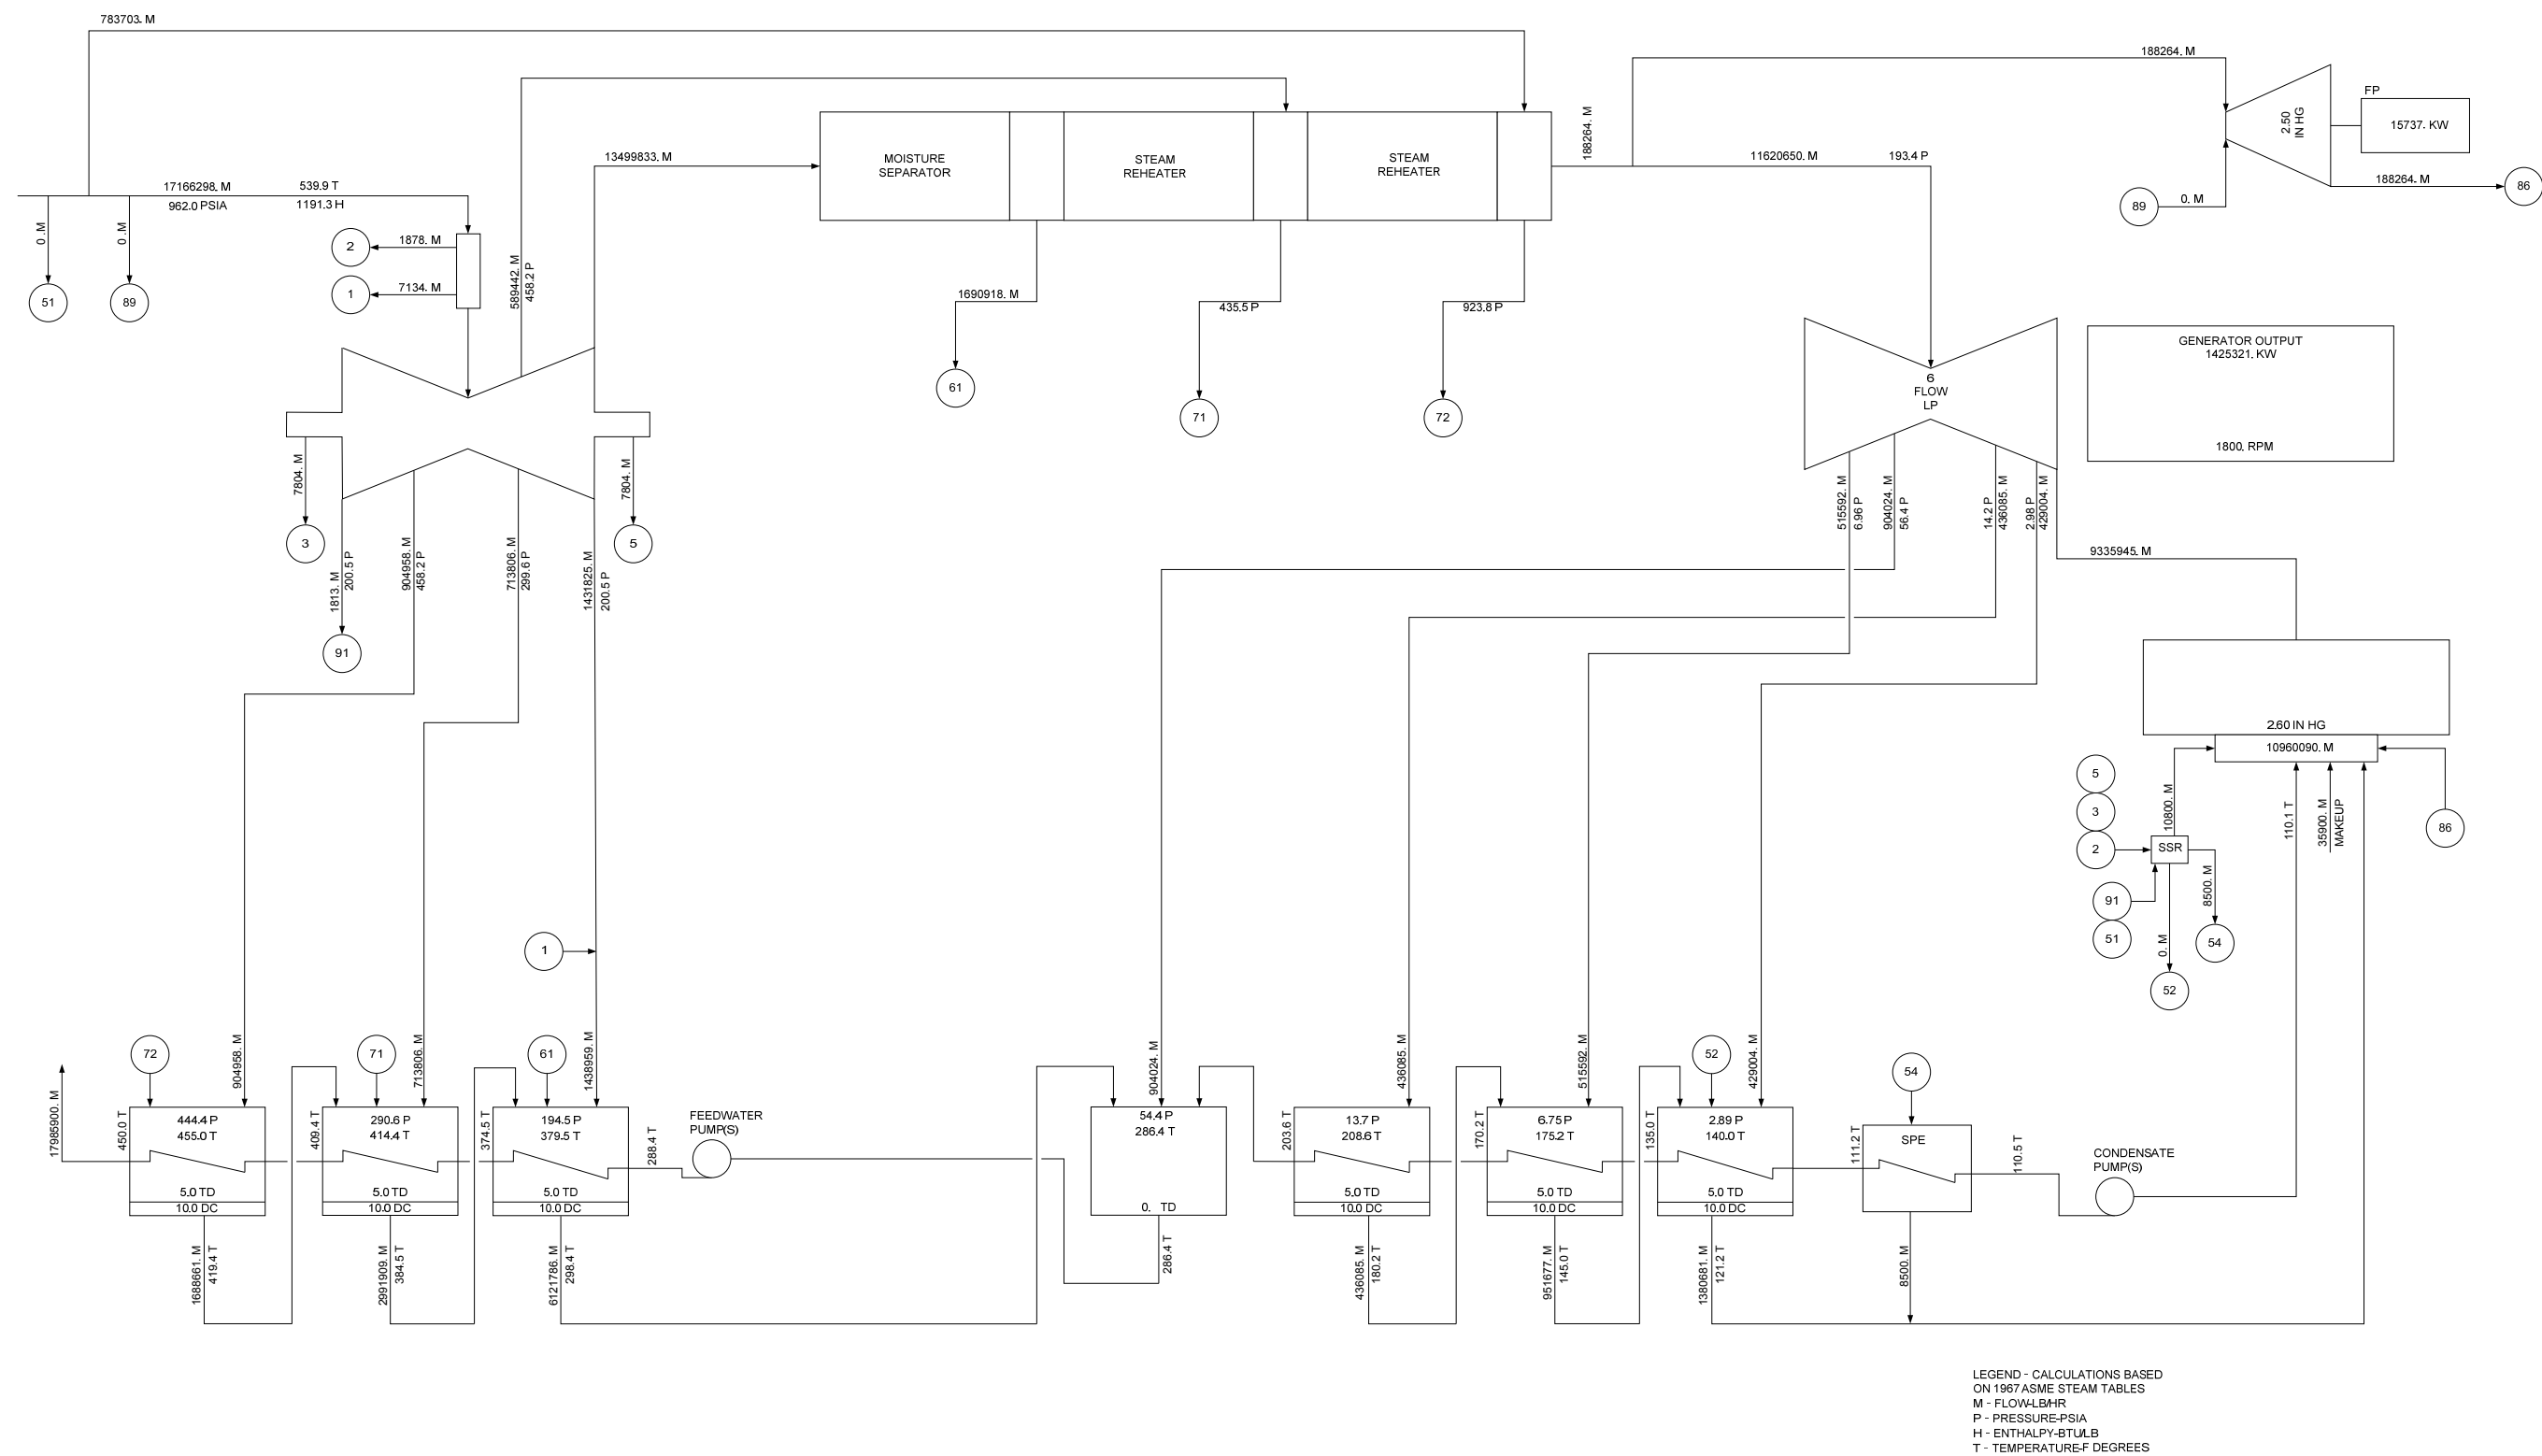 783703. M
188264. M
FP
15737. KW
2.50
IN HG
188264. M
86
89
0. M
13499833. M
MOISTURE
SEPARATOR
STEAM
REHEATER
STEAM
REHEATER
188264. M
11620650. M
193.4 P
17166298. M
539.9 T
962.0 PSIA
1191.3 H
0 .M
0 .M
51
89
2
1878. M
1
7134. M
589442. M
458.2 P
1690918. M
61
435.5 P
71
923.8 P
72
6
FLOW
LP
GENERATOR OUTPUT
1425321. KW
1800. RPM
7804. M
3
7804. M
5
1813. M
200.5 P
91
904958. M
458.2 P
713806. M
299.6 P
1431825. M
200.5 P
515592. M
6.96 P
904024. M
56.4 P
14.2 P
436085. M
2.98 P
429004. M
9335945. M
2.60 IN HG
10960090. M
5
3
2
91
51
SSR
10800. M
8500. M
54
0. M
52
110.1 T
35900. M
MAKEUP
86
1
72
904958. M
71
713806. M
61
1438959. M
904024. M
436085. M
515592. M
52
429004. M
54
17985900. M
450.0 T
444.4 P
455.0 T
5.0 TD
10.0 DC
409.4 T
290.6 P
414.4 T
5.0 TD
10.0 DC
374.5 T
194.5 P
379.5 T
5.0 TD
10.0 DC
288.4 T
FEEDWATER
PUMP(S)
54.4 P
286.4 T
0. TD
203.6 T
13.7 P
208.6 T
5.0 TD
10.0 DC
170.2 T
6.75 P
175.2 T
5.0 TD
10.0 DC
135.0 T
2.89 P
140.0 T
5.0 TD
10.0 DC
111.2 T
SPE
110.5 T
CONDENSATE
PUMP(S)
1688661. M
419.4 T
2991909. M
384.5 T
6121786. M
298.4 T
286.4 T
436085. M
180.2 T
951677. M
145.0 T
1380681. M
121.2 T
8500. M
LEGEND - CALCULATIONS BASED
ON 1967 ASME STEAM TABLES
M - FLOW-LB/HR
P - PRESSURE-PSIA
H - ENTHALPY-BTU/LB
T - TEMPERATURE-F DEGREES